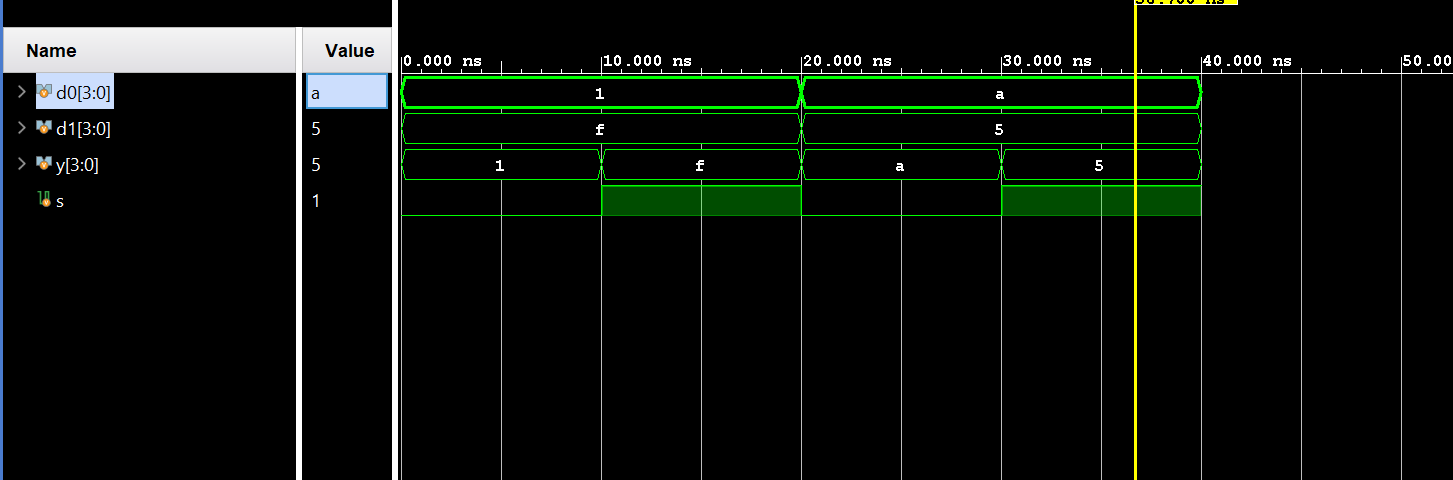 Name Value
0.000 ns 10.000 ns 20.000 ns 30.000 ns 40.000 ns 50.00
d0[3:0] a 1 a
d1[3:0] 5 f 5
y[3:0] 5 1 f a 5
s 1